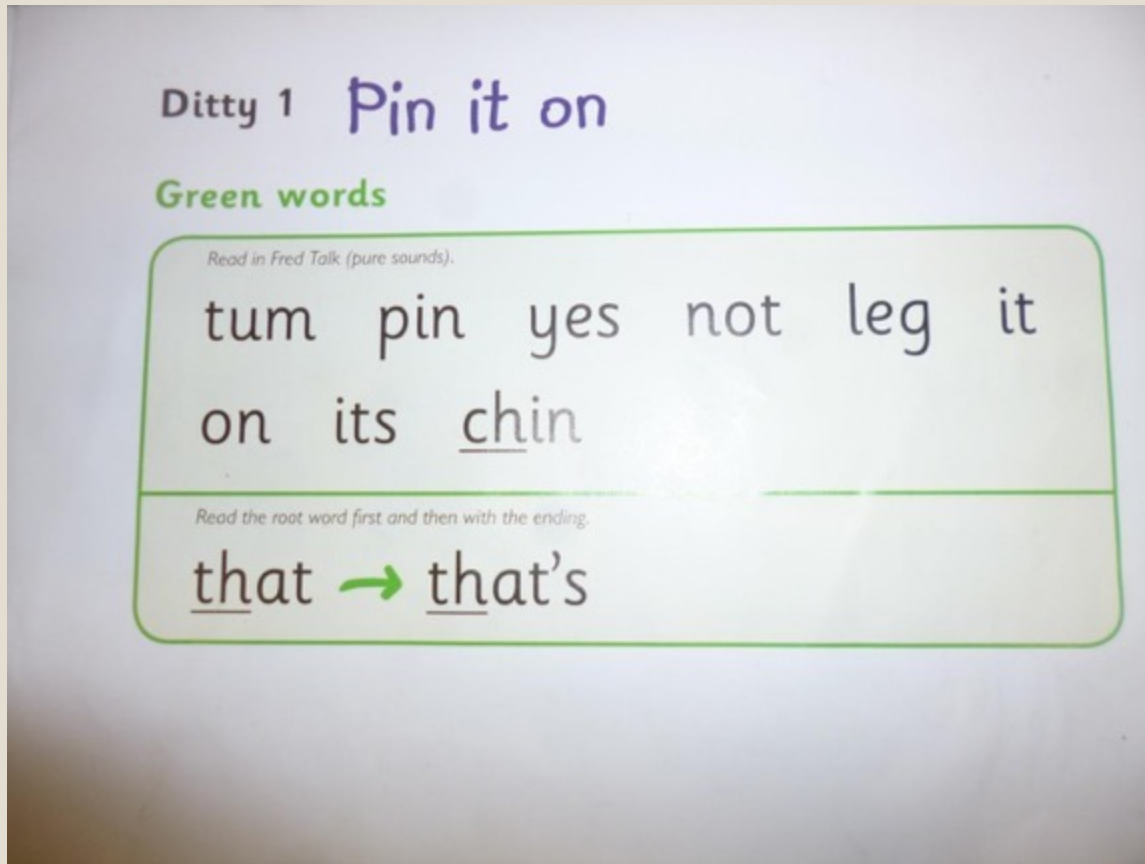 Ditty 1 Pin it on
Green words
Read in Fred Talk (pure sounds).
tum pin yes not leg it
on its chin
Read the root word first and then with the ending.
that → that’s